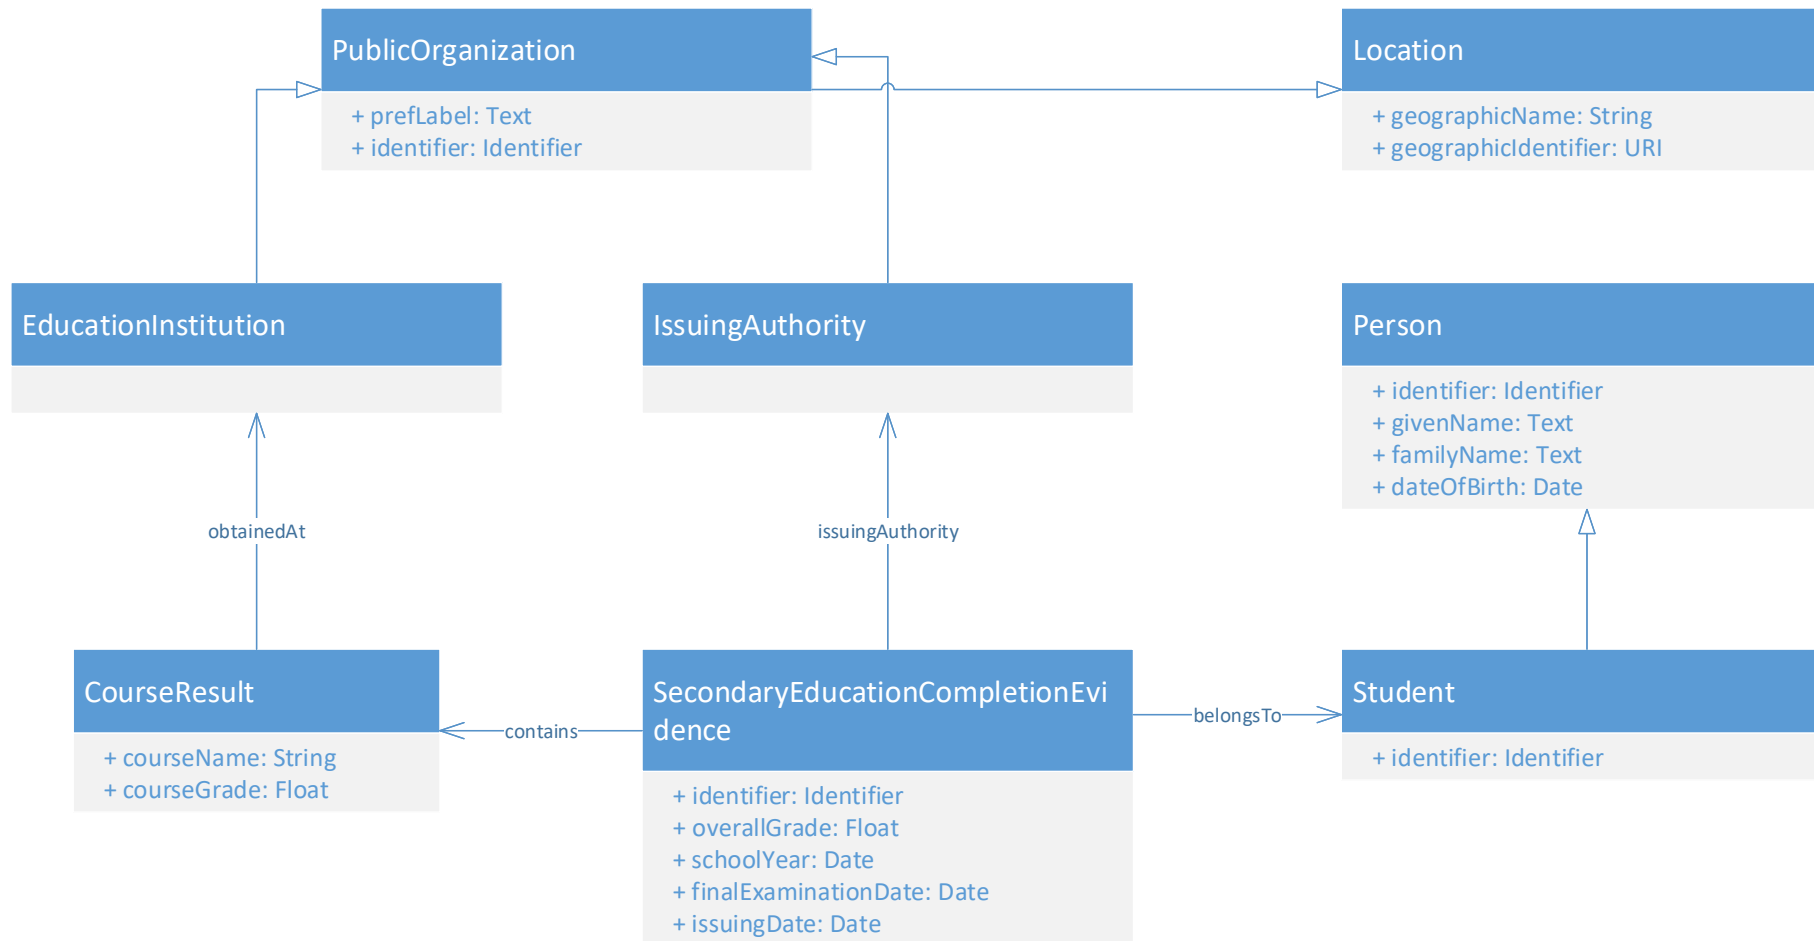 PublicOrganization
+ prefLabel: Text
+ identifier: Identifier
Location
+ geographicName: String
+ geographicIdentifier: URI
EducationInstitution
IssuingAuthority
Person
+ identifier: Identifier
+ givenName: Text
+ familyName: Text
+ dateOfBirth: Date
obtainedAt
issuingAuthority
CourseResult
+ courseName: String
+ courseGrade: Float
contains
SecondaryEducationCompletionEvi
dence
+ identifier: Identifier
+ overallGrade: Float
+ schoolYear: Date
+ finalExaminationDate: Date
+ issuingDate: Date
belongsTo
Student
+ identifier: Identifier